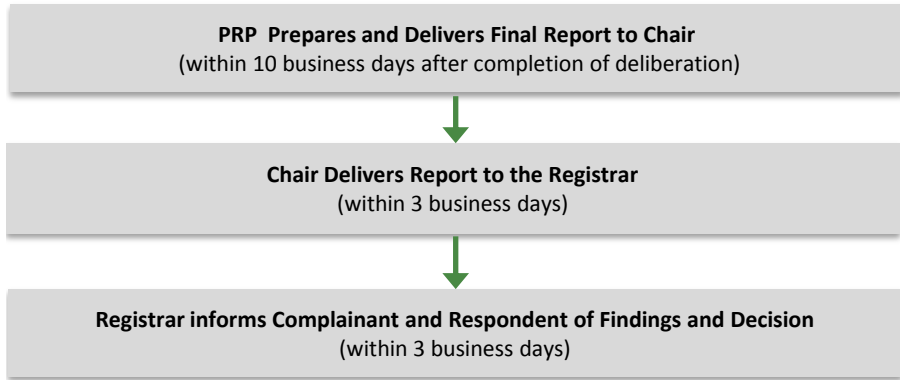 PRP  Prepares and Delivers Final Report to Chair
(within 10 business days after completion of deliberation)
Chair Delivers Report to the Registrar
(within 3 business days)
Registrar informs Complainant and Respondent of Findings and Decision
(within 3 business days)